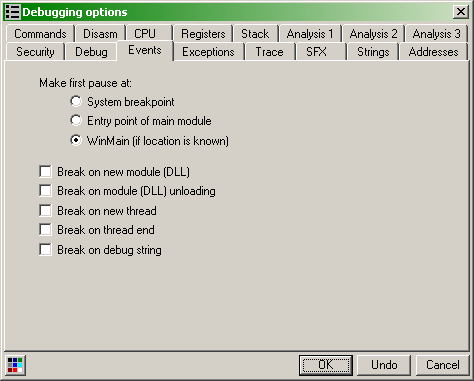 Debugging options
Commands Disasm CPU Registers Stack Analysis 1 Analysis 2 Analysis 3
Security Debug Events Exceptions Trace SFX Strings Addresses
Make first pause at:
System breakpoint
Entry point of main module
WinMain (if location is known)
Break on new module (DLL)
Break on module (DLL) unloading
Break on new thread
Break on thread end
Break on debug string
OK Undo Cancel